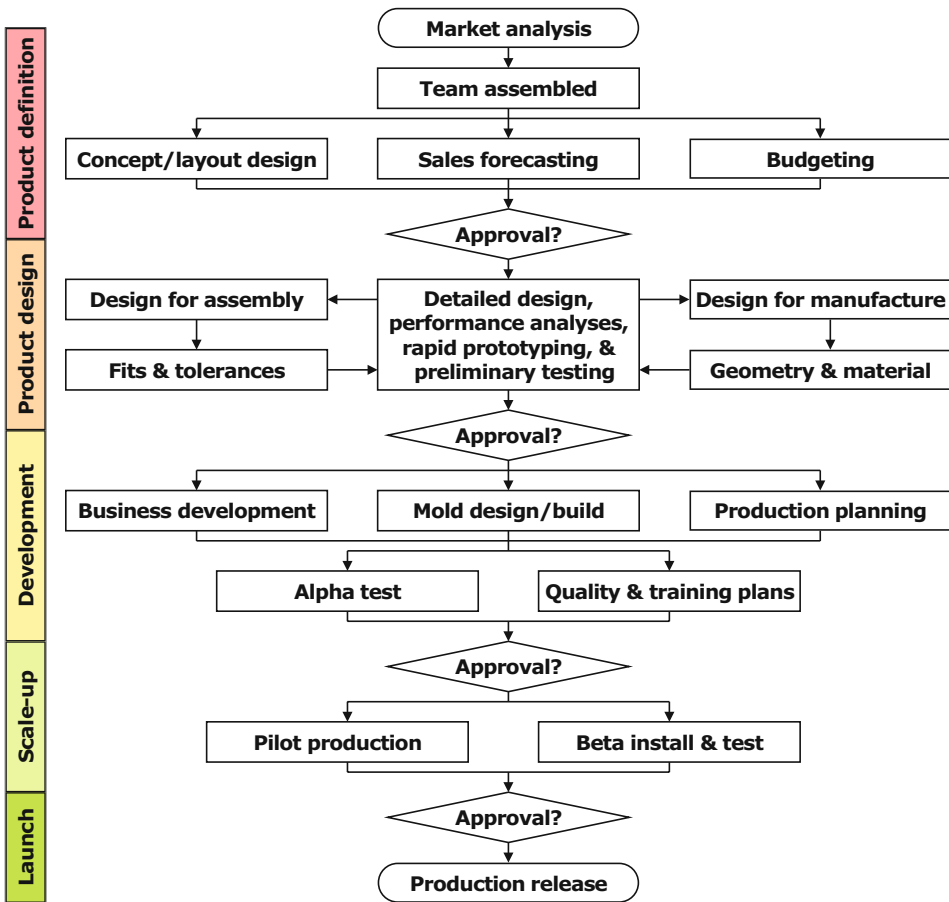 Market analysis
Product definition
Team assembled
Concept/layout design
Sales forecasting
Budgeting
Approval?
Product design
Design for assembly
Detailed design,
performance analyses,
rapid prototyping, &
preliminary testing
Design for manufacture
Fits & tolerances
Geometry & material
Approval?
Development
Business development
Mold design/build
Production planning
Alpha test
Quality & training plans
Scale-up
Approval?
Pilot production
Beta install & test
Launch
Approval?
Production release